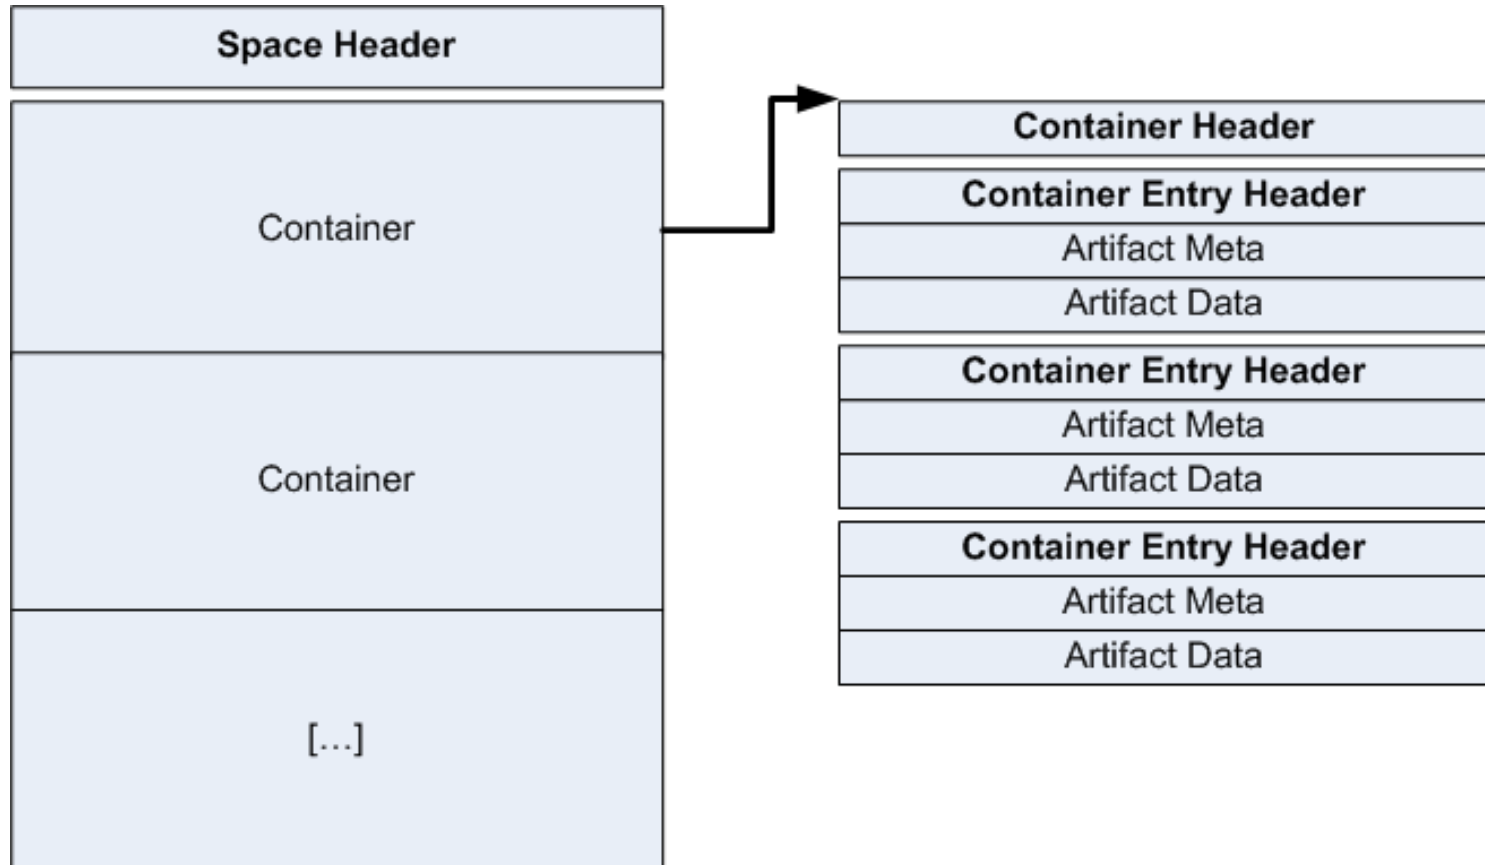 Space Header
Container
Container
[…]
Container Header
Container Entry Header
Artifact Meta
Artifact Data
Container Entry Header
Artifact Meta
Artifact Data
Container Entry Header
Artifact Meta
Artifact Data